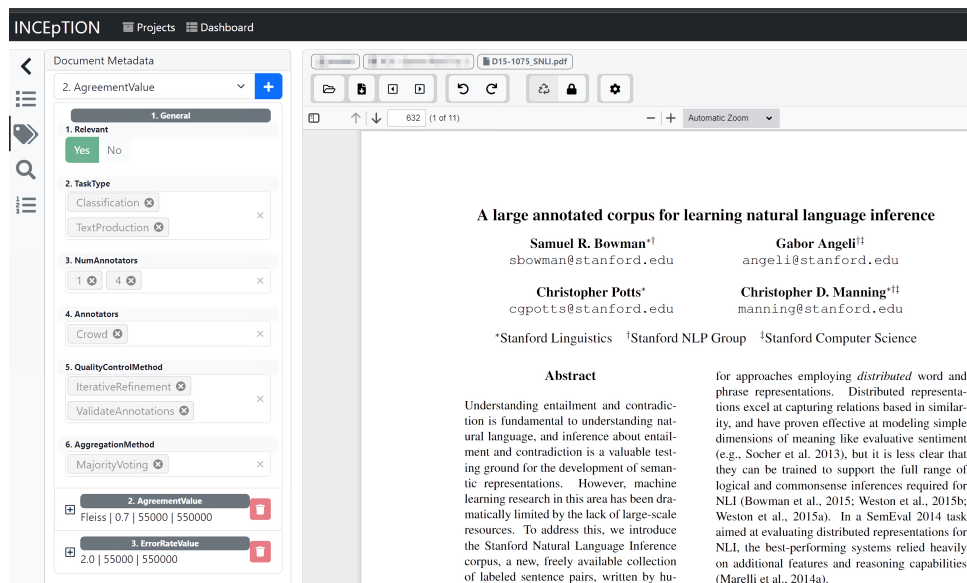 INCEpTION Projects Dashboard
Document Metadata
2. AgreementValue
1. General
1. Relevant
Yes No
2. TaskType
Classification
TextProduction
3. NumAnnotators
1 4
4. Annotators
Crowd
5. QualityControlMethod
IterativeRefinement
ValidateAnnotations
6. AggregationMethod
MajorityVoting
2. AgreementValue
Fleiss | 0.7 | 55000 | 550000
3. ErrorRateValue
2.0 | 55000 | 550000
D15-1075_SNLI.pdf
632 (1 of 11) Automatic Zoom
A large annotated corpus for learning natural language inference
Samuel R. Bowman*†
sbowman@stanford.edu
Gabor Angeli†‡
angeli@stanford.edu
Christopher Potts*
cgpotts@stanford.edu
Christopher D. Manning*†‡
manning@stanford.edu
*Stanford Linguistics †Stanford NLP Group ‡Stanford Computer Science
Abstract
Understanding entailment and contradic-
tion is fundamental to understanding nat-
ural language, and inference about entail-
ment and contradiction is a valuable test-
ing ground for the development of seman-
tic representations. However, machine
learning research in this area has been dra-
matically limited by the lack of large-scale
resources. To address this, we introduce
the Stanford Natural Language Inference
corpus, a new, freely available collection
of labeled sentence pairs, written by hu-
for approaches employing distributed word and
phrase representations. Distributed representa-
tions excel at capturing relations based in similar-
ity, and have proven effective at modeling simple
dimensions of meaning like evaluative sentiment
(e.g., Socher et al. 2013), but it is less clear that
they can be trained to support the full range of
logical and commonsense inferences required for
NLI (Bowman et al., 2015; Weston et al., 2015b;
Weston et al., 2015a). In a SemEval 2014 task
aimed at evaluating distributed representations for
NLI, the best-performing systems relied heavily
on additional features and reasoning capabilities
(Marelli et al., 2014a).